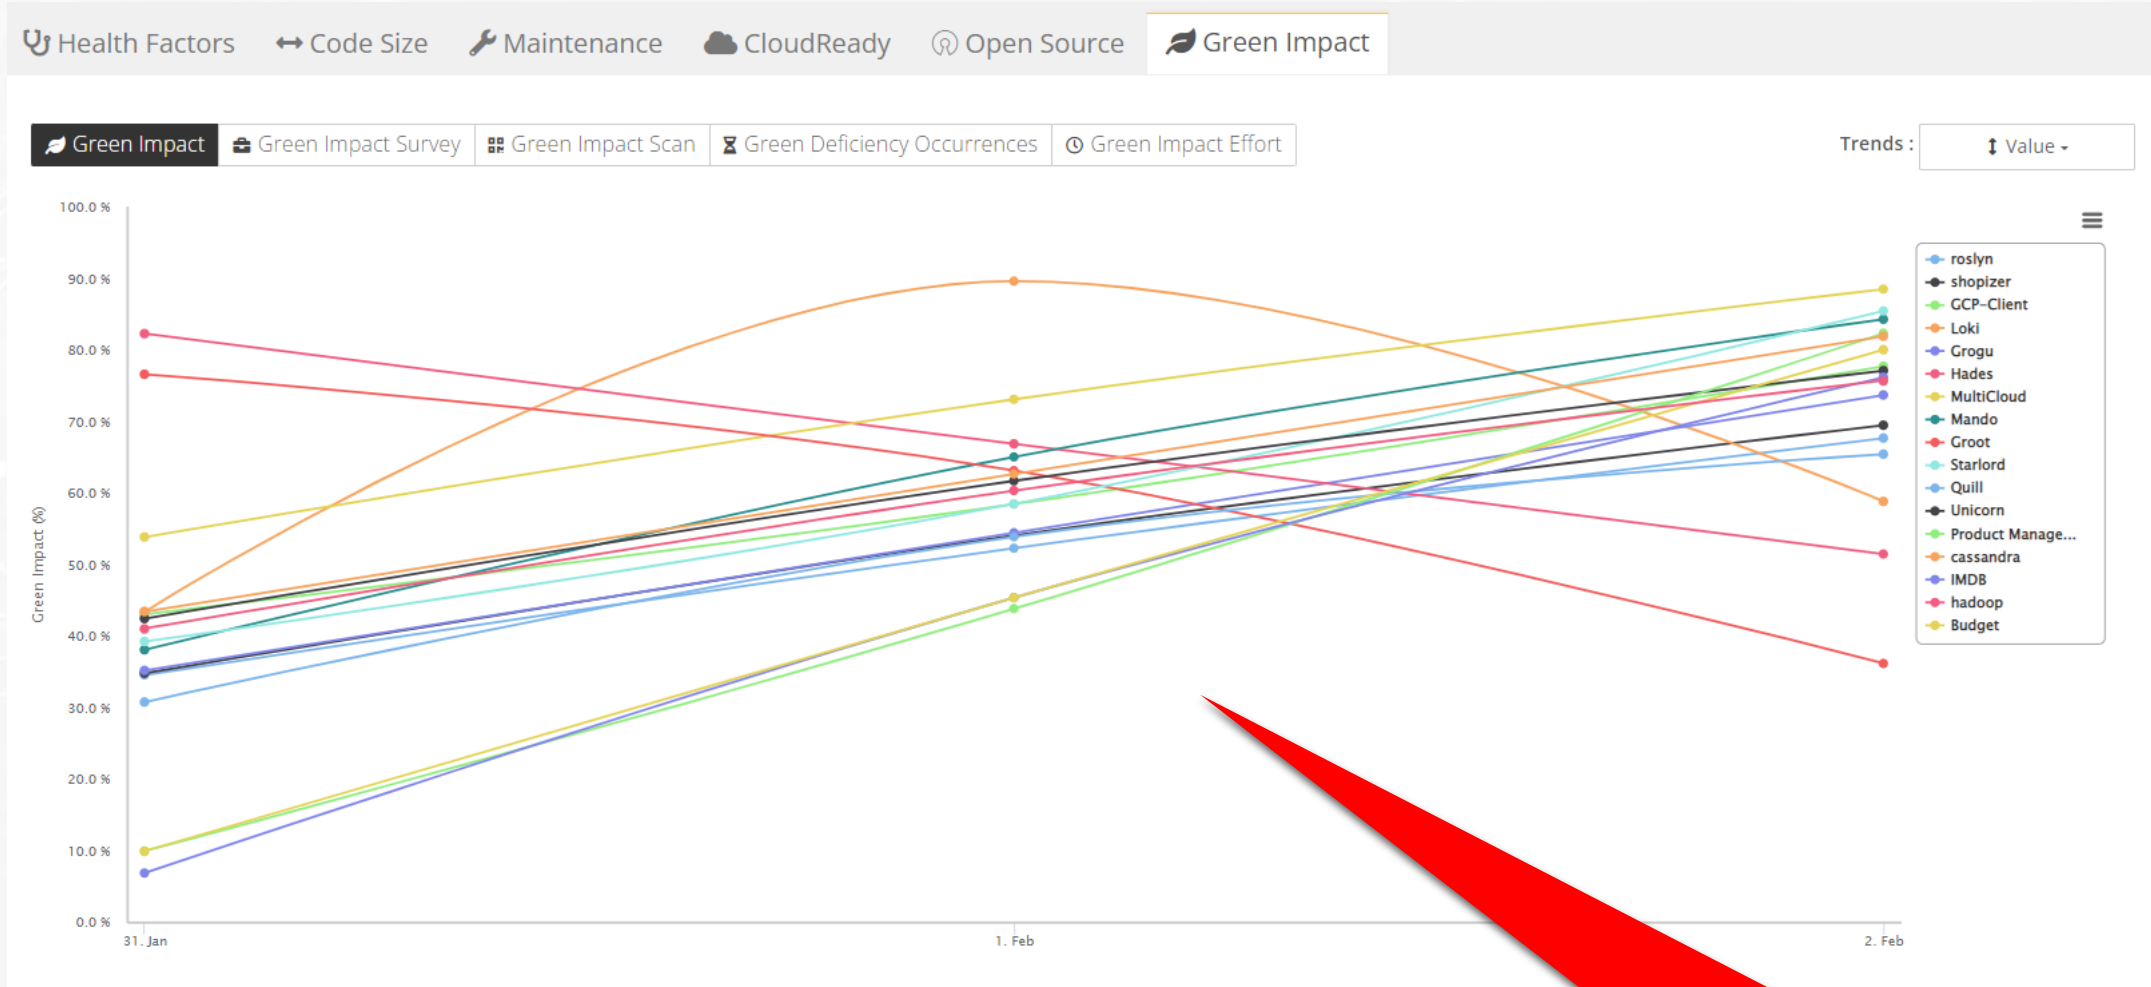 Health Factors Code Size Maintenance CloudReady Open Source Green Impact
Green Impact Green Impact Survey Green Impact Scan Green Deficiency Occurrences Green Impact Effort Trends : Value
100.0 %
90.0 %
80.0 %
70.0 %
60.0 %
50.0 %
40.0 %
30.0 %
20.0 %
10.0 %
0.0 %
Green Impact (%)
31. Jan 1. Feb 2. Feb
roslyn
shopizer
GCP-Client
Loki
Grogu
Hades
MultiCloud
Mando
Groot
Starlord
Quill
Unicorn
Product Manage...
cassandra
IMDB
hadoop
Budget